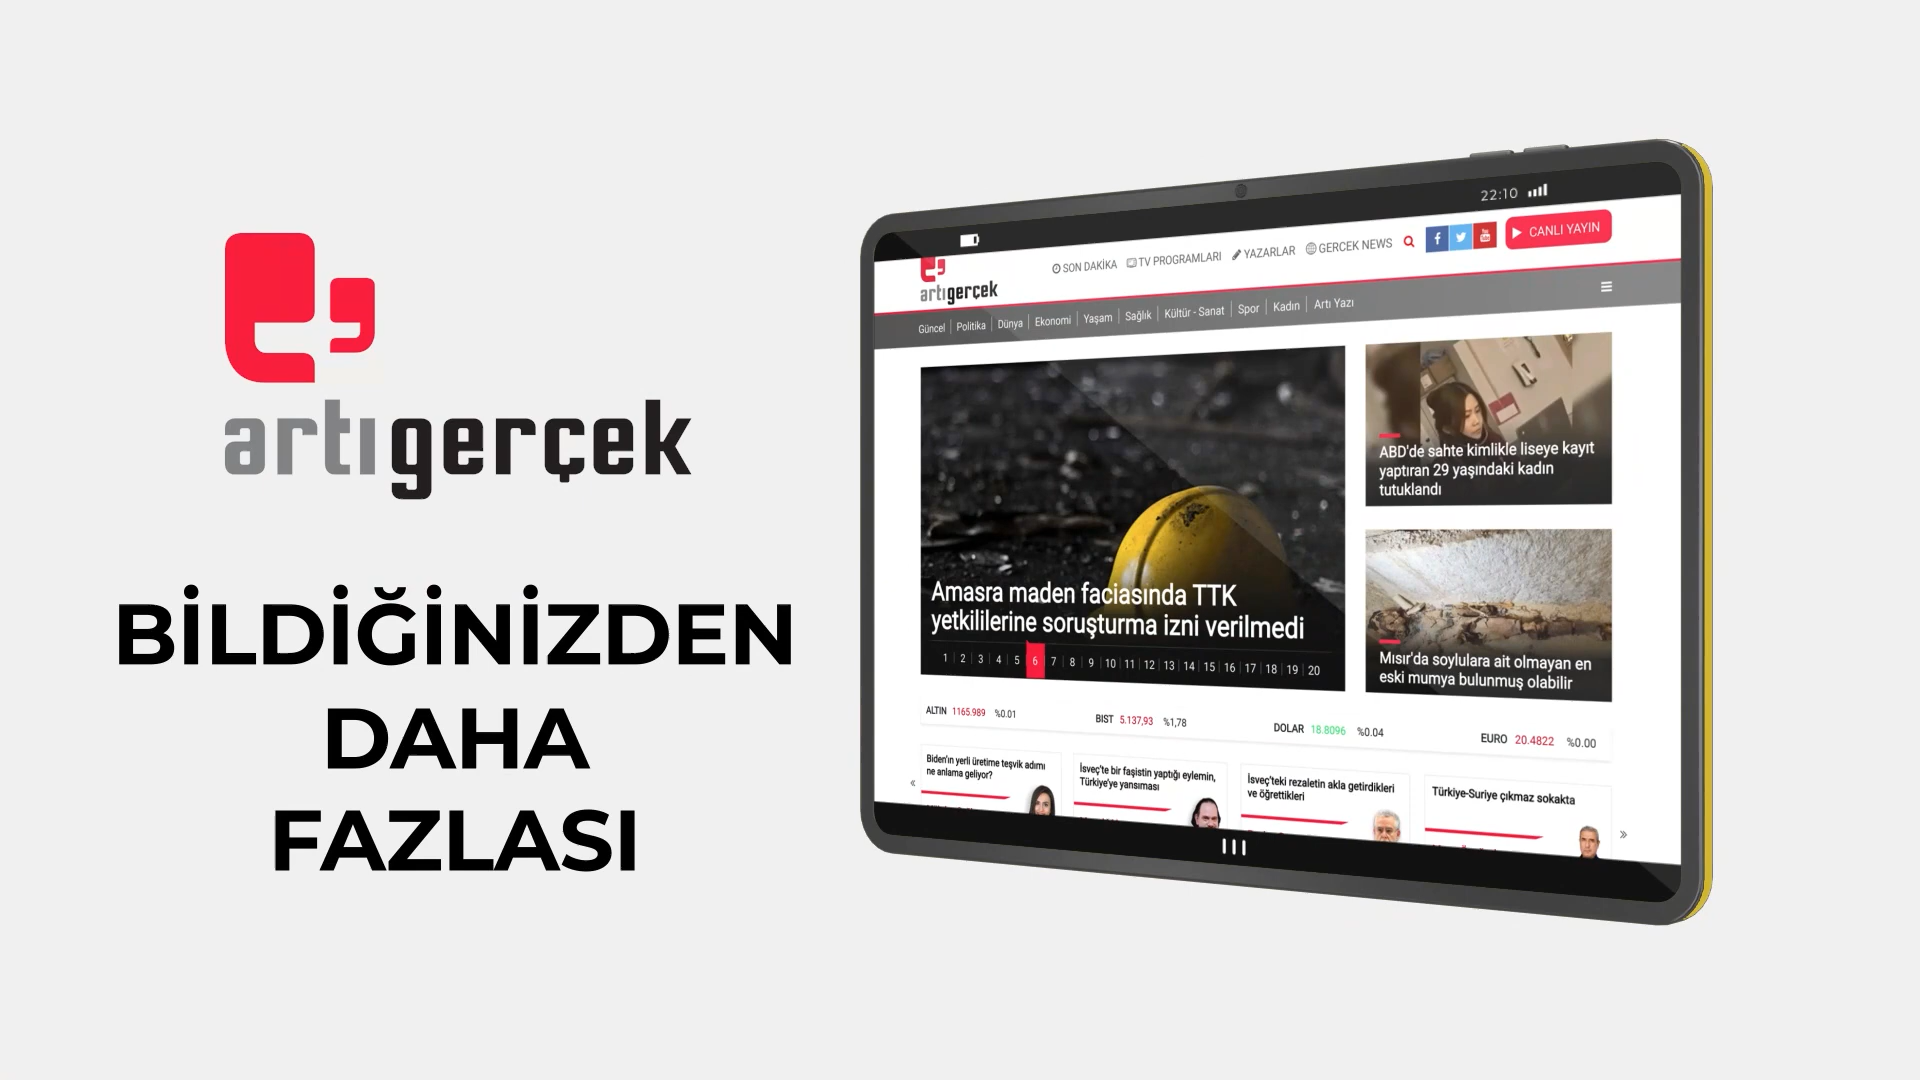 artıgerçek
BİLDİĞİNİZDEN
DAHA
FAZLASI
22:10
artıgerçek
SON DAKİKA
TV PROGRAMLARI
YAZARLAR
GERCEK NEWS
CANLI YAYIN
Güncel | Politika | Dünya | Ekonomi | Yaşam | Sağlık | Kültür - Sanat | Spor | Kadın | Artı Yazı
Amasra maden faciasında TTK
yetkililerine soruşturma izni verilmedi
1 2 3 4 5 6 7 8 9 10 11 12 13 14 15 16 17 18 19 20
ABD'de sahte kimlikle liseye kayıt
yaptıran 29 yaşındaki kadın
tutuklandı
Mısır'da soylulara ait olmayan en
eski mumya bulunmuş olabilir
ALTIN 1165.989 %0.01
BIST 5.137,93 %1,78
DOLAR 18.8096 %0.04
EURO 20.4822 %0.00
Biden'ın yerli üretime teşvik adımı
ne anlama geliyor?
İsveç'te bir faşistin yaptığı eylemin,
Türkiye'ye yansıması
İsveç'teki rezaletin akla getirdikleri
ve öğrettikleri
Türkiye-Suriye çıkmaz sokakta